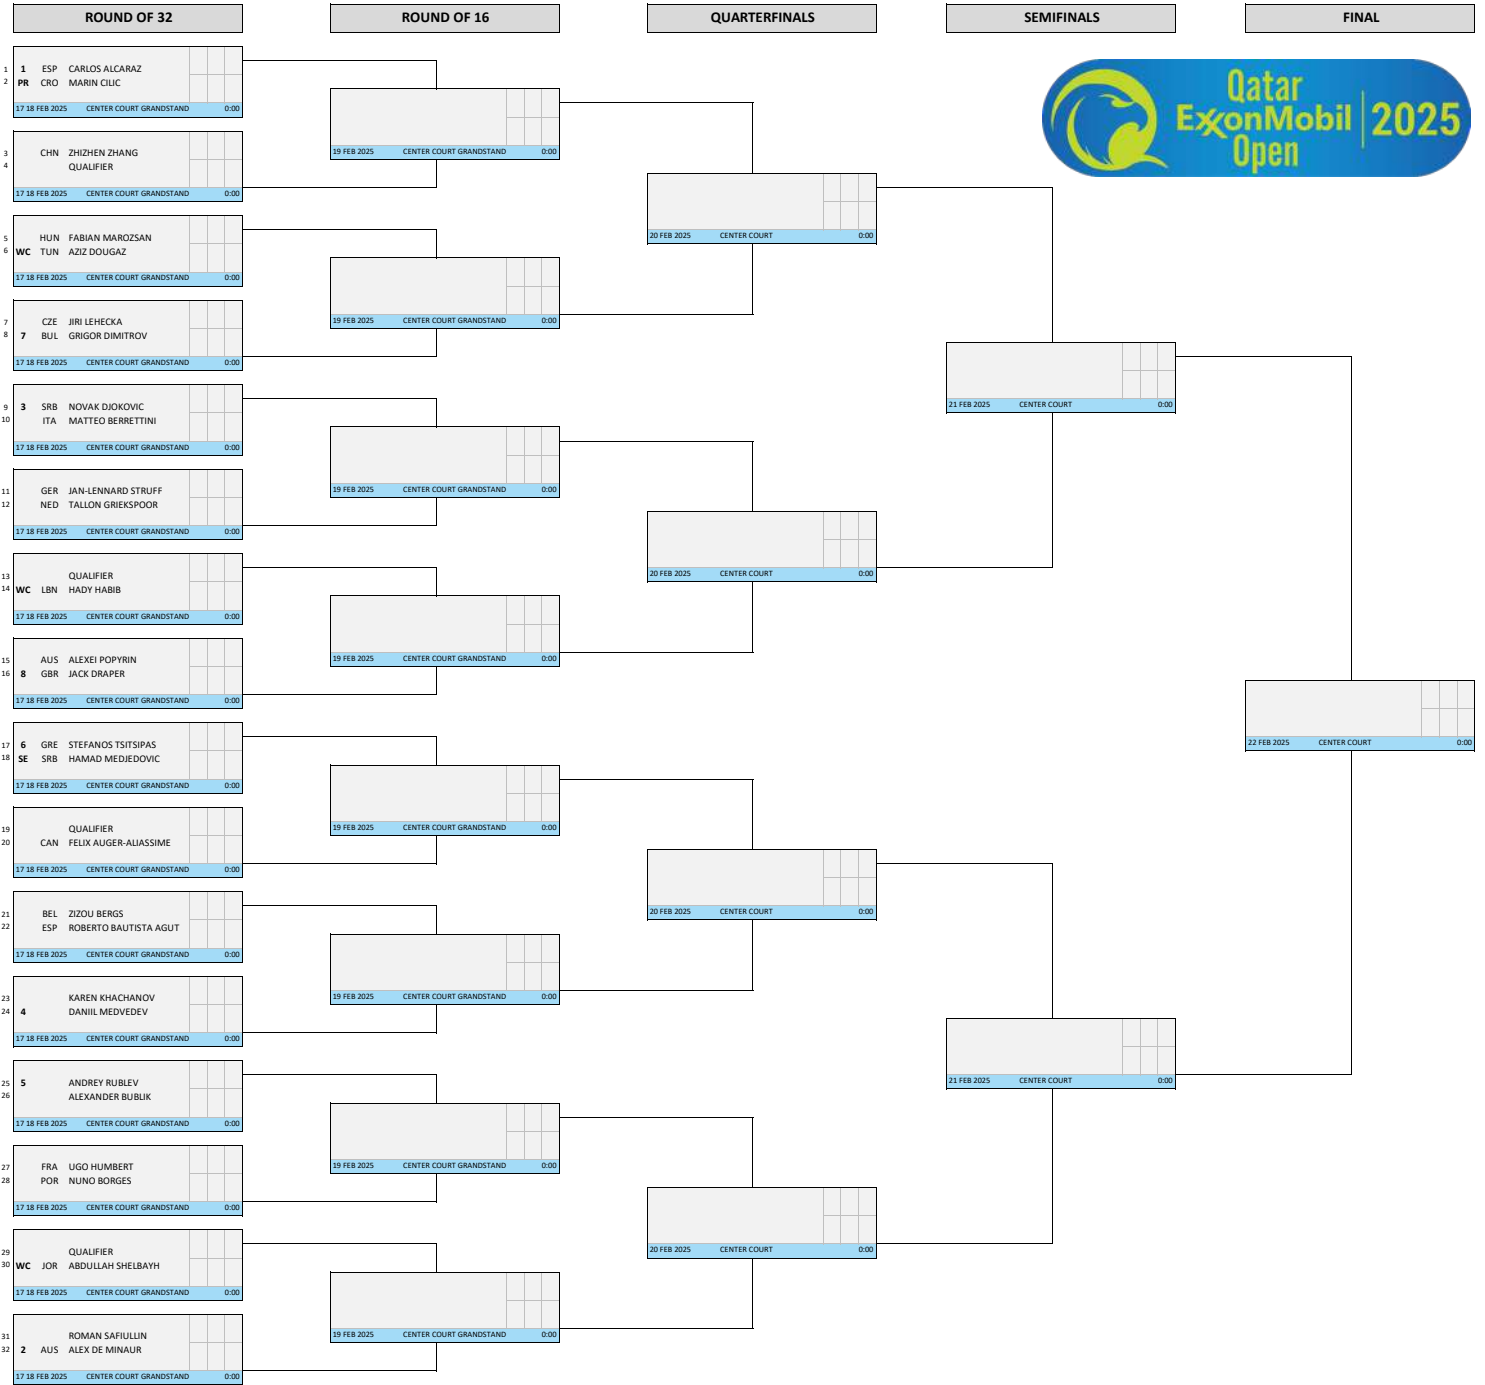 ROUND OF 32
ROUND OF 16
QUARTERFINALS
SEMIFINALS
FINAL
Qatar
ExxonMobil
Open
2025
1 1 ESP CARLOS ALCARAZ
2 PR CRO MARIN CILIC
17 18 FEB 2025 CENTER COURT GRANDSTAND 0:00
3 CHN ZHIZHEN ZHANG
4 QUALIFIER
17 18 FEB 2025 CENTER COURT GRANDSTAND 0:00
5 HUN FABIAN MAROZSAN
6 WC TUN AZIZ DOUGAZ
17 18 FEB 2025 CENTER COURT GRANDSTAND 0:00
7 CZE JIRI LEHECKA
8 7 BUL GRIGOR DIMITROV
17 18 FEB 2025 CENTER COURT GRANDSTAND 0:00
9 3 SRB NOVAK DJOKOVIC
10 ITA MATTEO BERRETTINI
17 18 FEB 2025 CENTER COURT GRANDSTAND 0:00
11 GER JAN-LENNARD STRUFF
12 NED TALLON GRIEKSPOOR
17 18 FEB 2025 CENTER COURT GRANDSTAND 0:00
13 QUALIFIER
14 WC LBN HADY HABIB
17 18 FEB 2025 CENTER COURT GRANDSTAND 0:00
15 AUS ALEXEI POPYRIN
16 8 GBR JACK DRAPER
17 18 FEB 2025 CENTER COURT GRANDSTAND 0:00
17 6 GRE STEFANOS TSITSIPAS
18 SE SRB HAMAD MEDJEDOVIC
17 18 FEB 2025 CENTER COURT GRANDSTAND 0:00
19 QUALIFIER
20 CAN FELIX AUGER-ALIASSIME
17 18 FEB 2025 CENTER COURT GRANDSTAND 0:00
21 BEL ZIZOU BERGS
22 ESP ROBERTO BAUTISTA AGUT
17 18 FEB 2025 CENTER COURT GRANDSTAND 0:00
23 KAREN KHACHANOV
24 4 DANIIL MEDVEDEV
17 18 FEB 2025 CENTER COURT GRANDSTAND 0:00
25 5 ANDREY RUBLEV
26 ALEXANDER BUBLIK
17 18 FEB 2025 CENTER COURT GRANDSTAND 0:00
27 FRA UGO HUMBERT
28 POR NUNO BORGES
17 18 FEB 2025 CENTER COURT GRANDSTAND 0:00
29 QUALIFIER
30 WC JOR ABDULLAH SHELBAYH
17 18 FEB 2025 CENTER COURT GRANDSTAND 0:00
31 ROMAN SAFIULLIN
32 2 AUS ALEX DE MINAUR
17 18 FEB 2025 CENTER COURT GRANDSTAND 0:00
19 FEB 2025 CENTER COURT GRANDSTAND 0:00
19 FEB 2025 CENTER COURT GRANDSTAND 0:00
19 FEB 2025 CENTER COURT GRANDSTAND 0:00
19 FEB 2025 CENTER COURT GRANDSTAND 0:00
19 FEB 2025 CENTER COURT GRANDSTAND 0:00
19 FEB 2025 CENTER COURT GRANDSTAND 0:00
19 FEB 2025 CENTER COURT GRANDSTAND 0:00
19 FEB 2025 CENTER COURT GRANDSTAND 0:00
20 FEB 2025 CENTER COURT 0:00
20 FEB 2025 CENTER COURT 0:00
20 FEB 2025 CENTER COURT 0:00
20 FEB 2025 CENTER COURT 0:00
21 FEB 2025 CENTER COURT 0:00
21 FEB 2025 CENTER COURT 0:00
22 FEB 2025 CENTER COURT 0:00